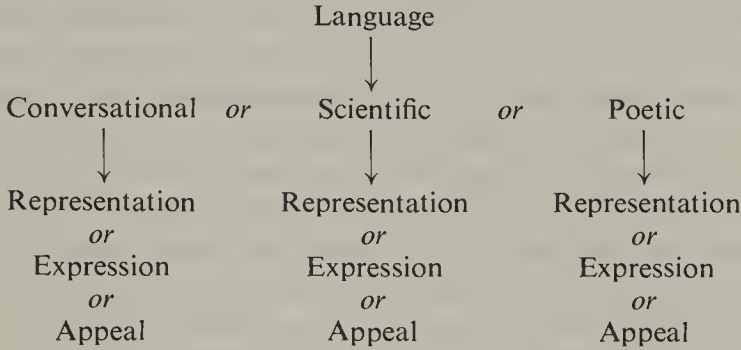 Language
Conversational or Scientific or Poetic
Representation Representation Representation
or or or
Expression Expression Expression
or or or
Appeal Appeal Appeal